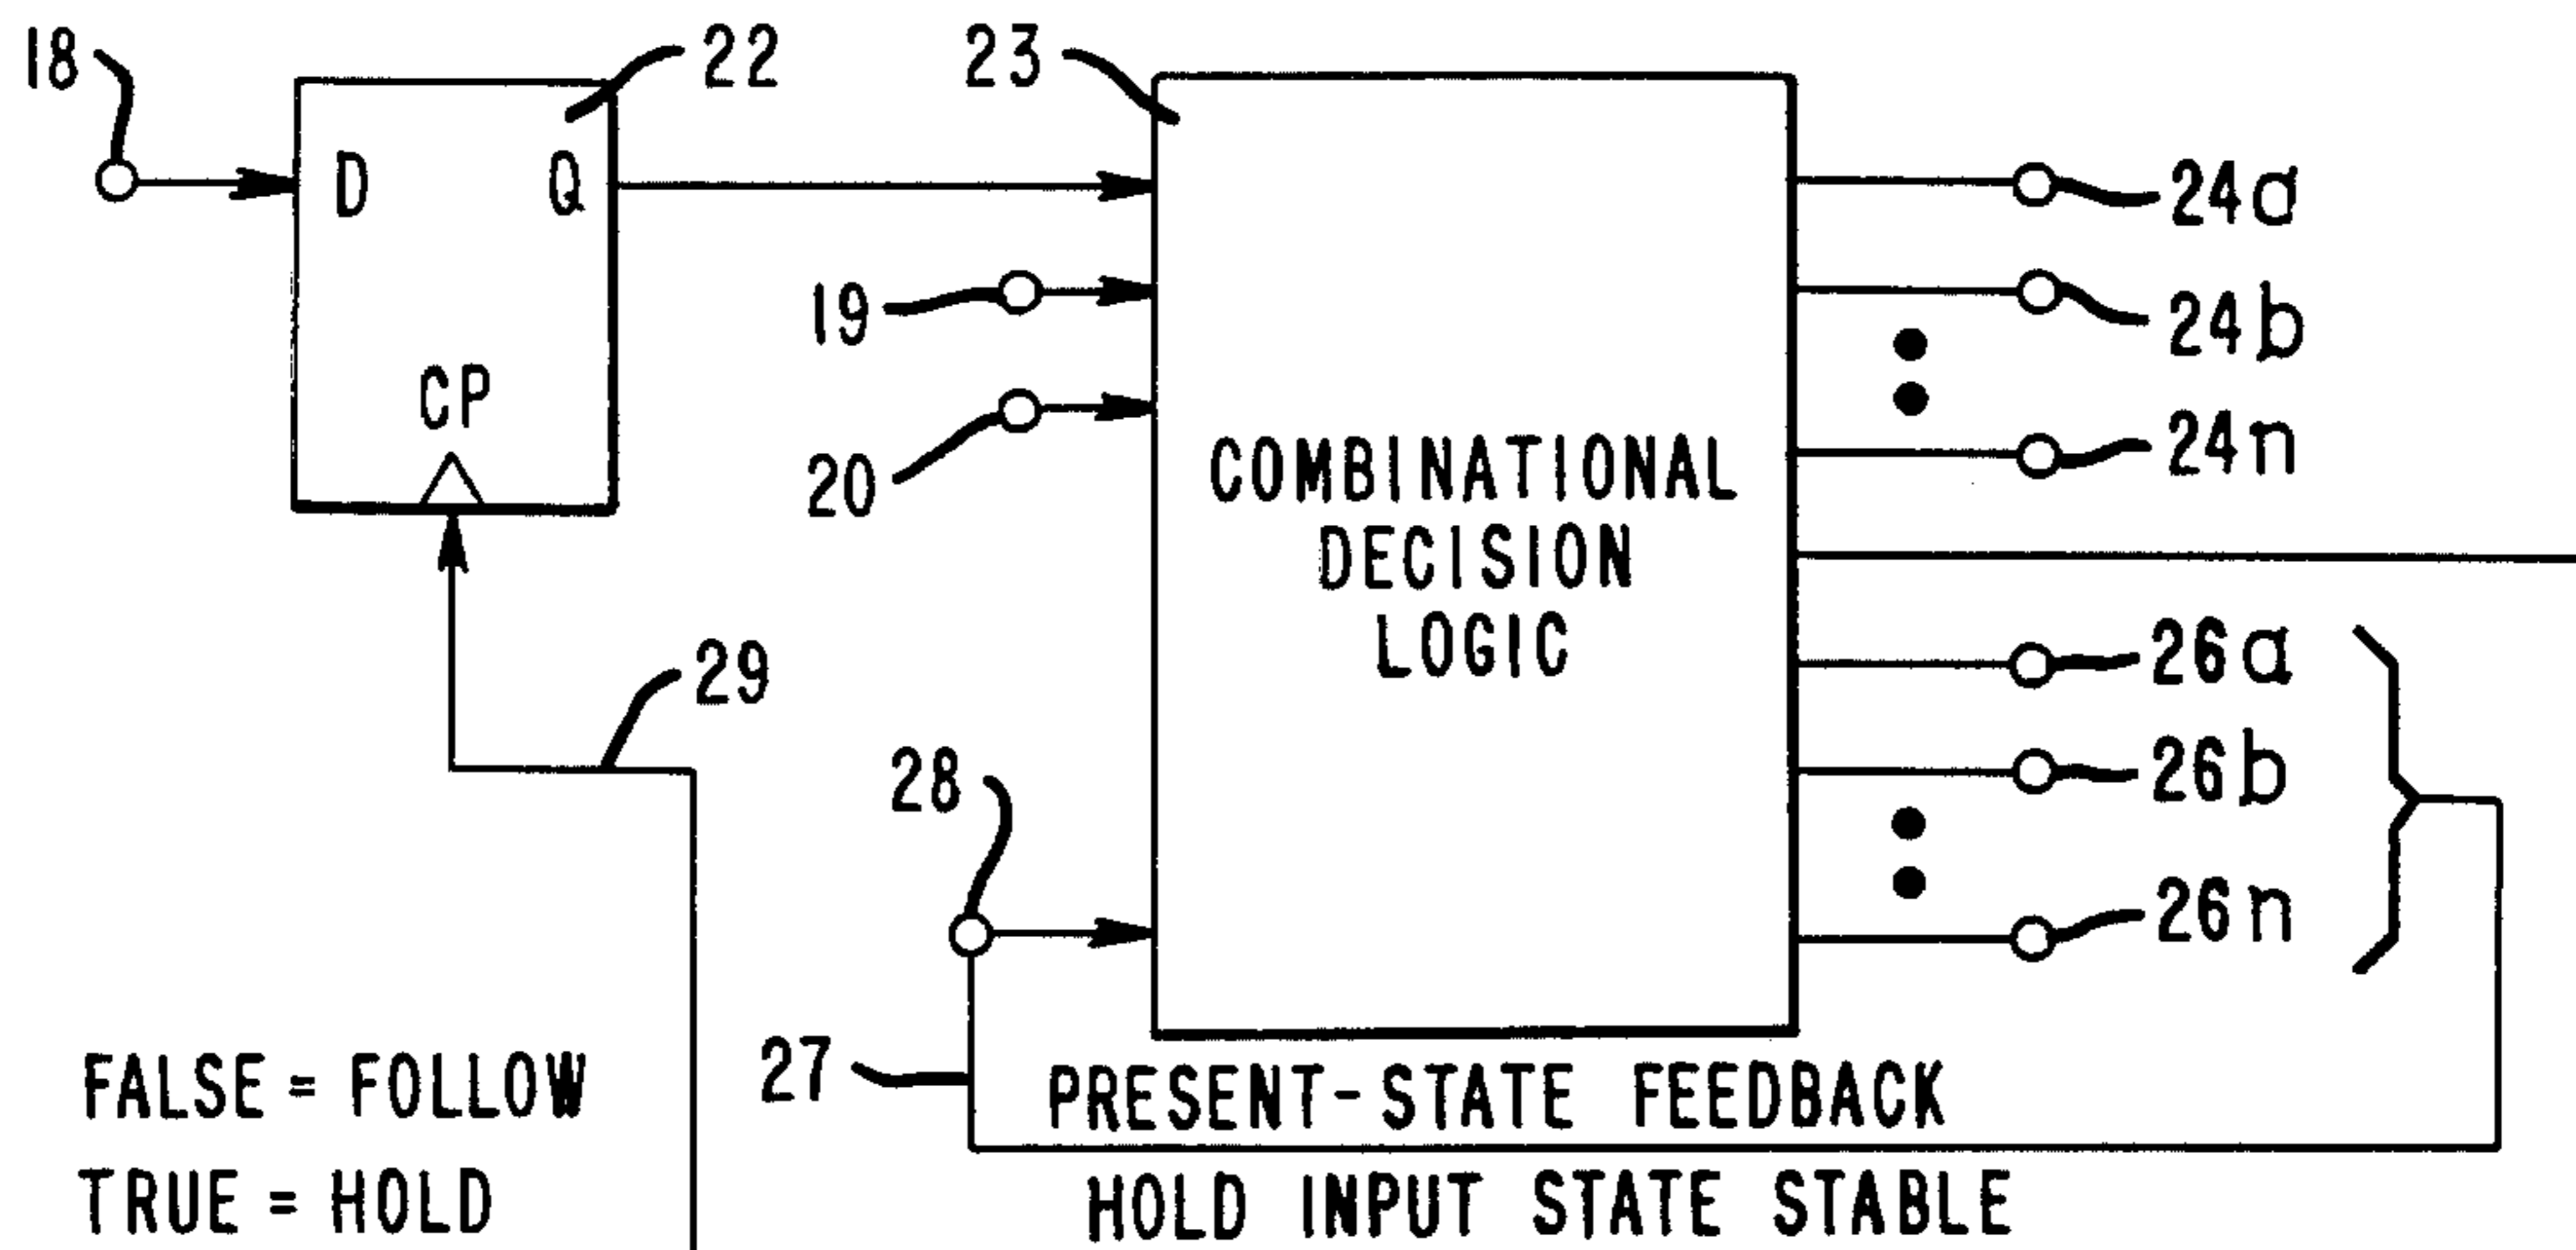 18
22
23
D Q
CP
19
20
COMBINATIONAL
DECISION
LOGIC
24a
24b
24n
29
28
26a
26b
26n
27
PRESENT-STATE FEEDBACK
FALSE = FOLLOW
TRUE = HOLD
HOLD INPUT STATE STABLE